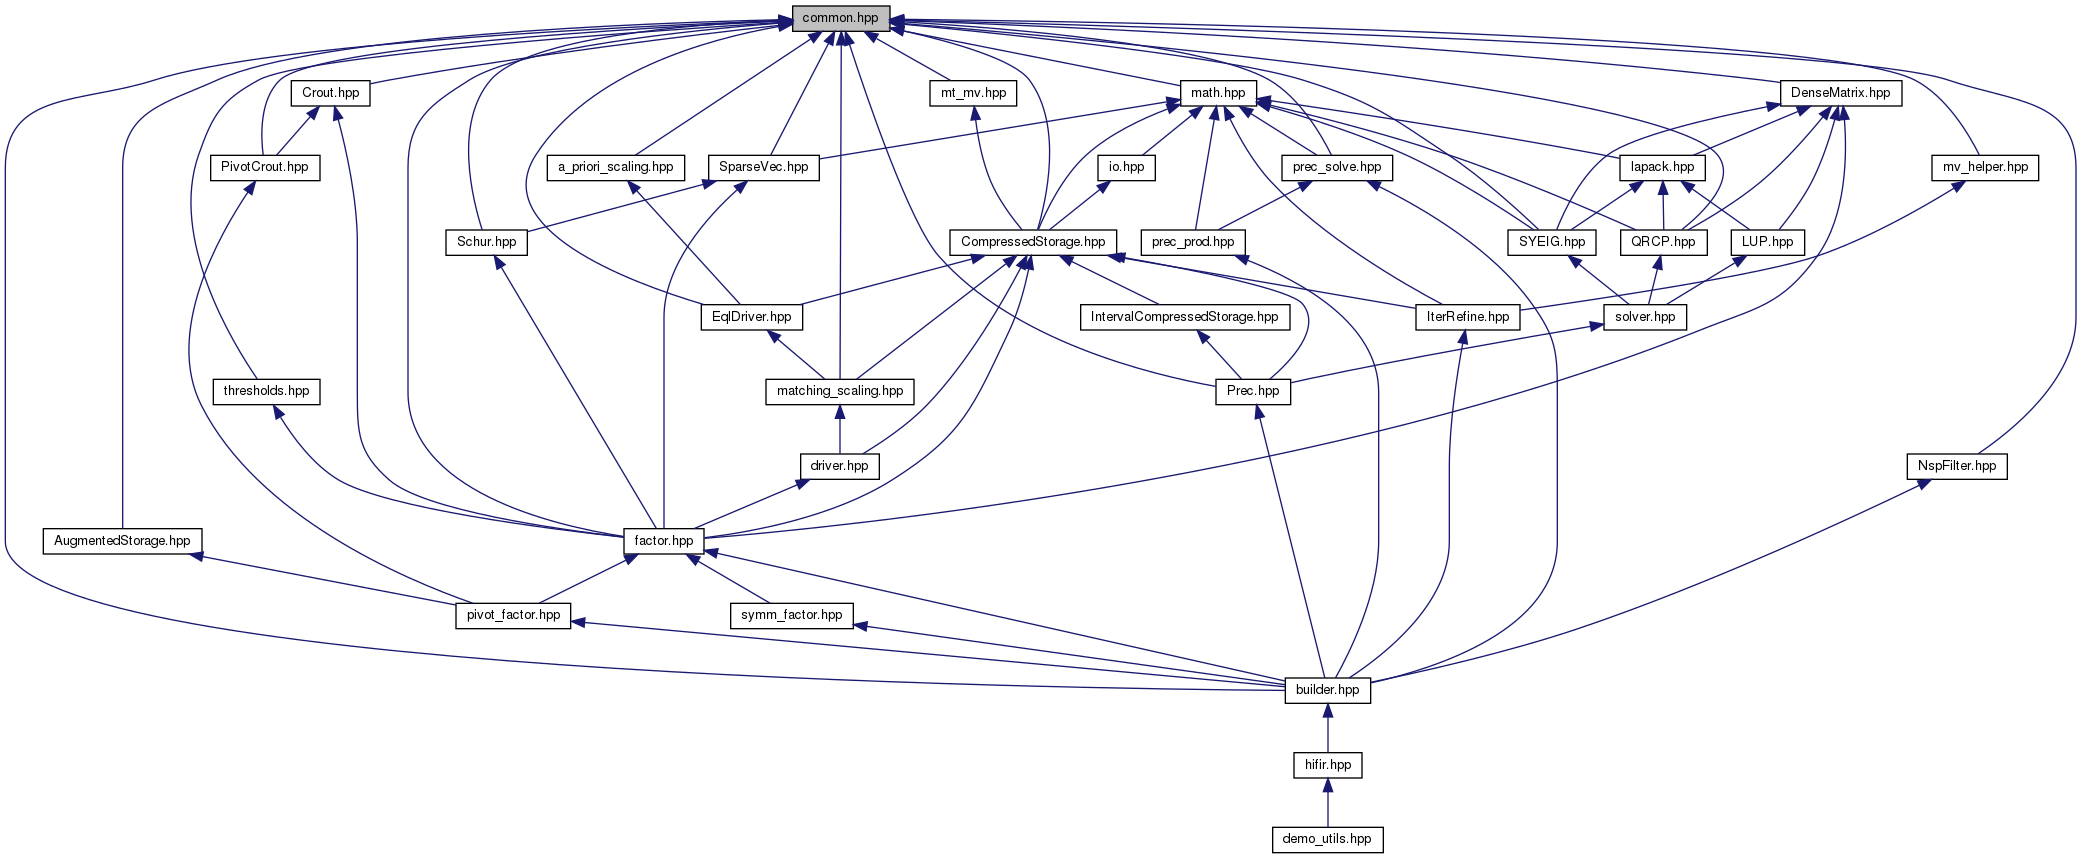 common.hpp
Crout.hpp
mt_mv.hpp
math.hpp
DenseMatrix.hpp
PivotCrout.hpp
a_priori_scaling.hpp
SparseVec.hpp
io.hpp
prec_solve.hpp
lapack.hpp
mv_helper.hpp
Schur.hpp
CompressedStorage.hpp
prec_prod.hpp
SYEIG.hpp
QRCP.hpp
LUP.hpp
EqlDriver.hpp
IntervalCompressedStorage.hpp
IterRefine.hpp
solver.hpp
thresholds.hpp
matching_scaling.hpp
Prec.hpp
driver.hpp
NspFilter.hpp
AugmentedStorage.hpp
factor.hpp
pivot_factor.hpp
symm_factor.hpp
builder.hpp
hifir.hpp
demo_utils.hpp